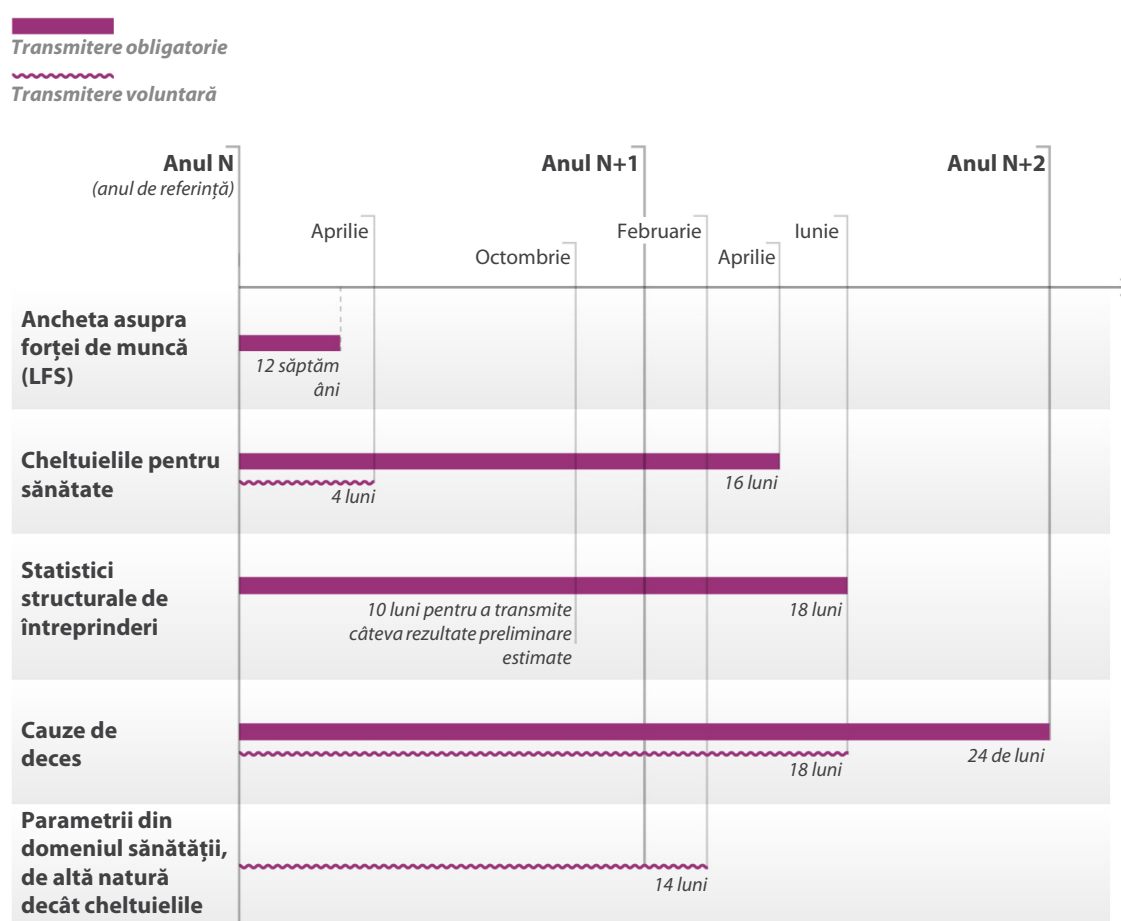 Transmitere obligatorie
Transmitere voluntară
Anul N
(anul de referință)
Anul N+1
Anul N+2
Aprilie
Octombrie
Februarie
Aprilie
Iunie
Ancheta asupra
forței de muncă
(LFS)
12 săptăm
âni
Cheltuielile pentru
sănătate
4 luni
16 luni
Statistici
structurale de
întreprinderi
10 luni pentru a transmite
câteva rezultate preliminare
estimate
18 luni
Cauze de
deces
18 luni
24 de luni
Parametrii din
domeniul sănătății,
de altă natură
decât cheltuielile
14 luni